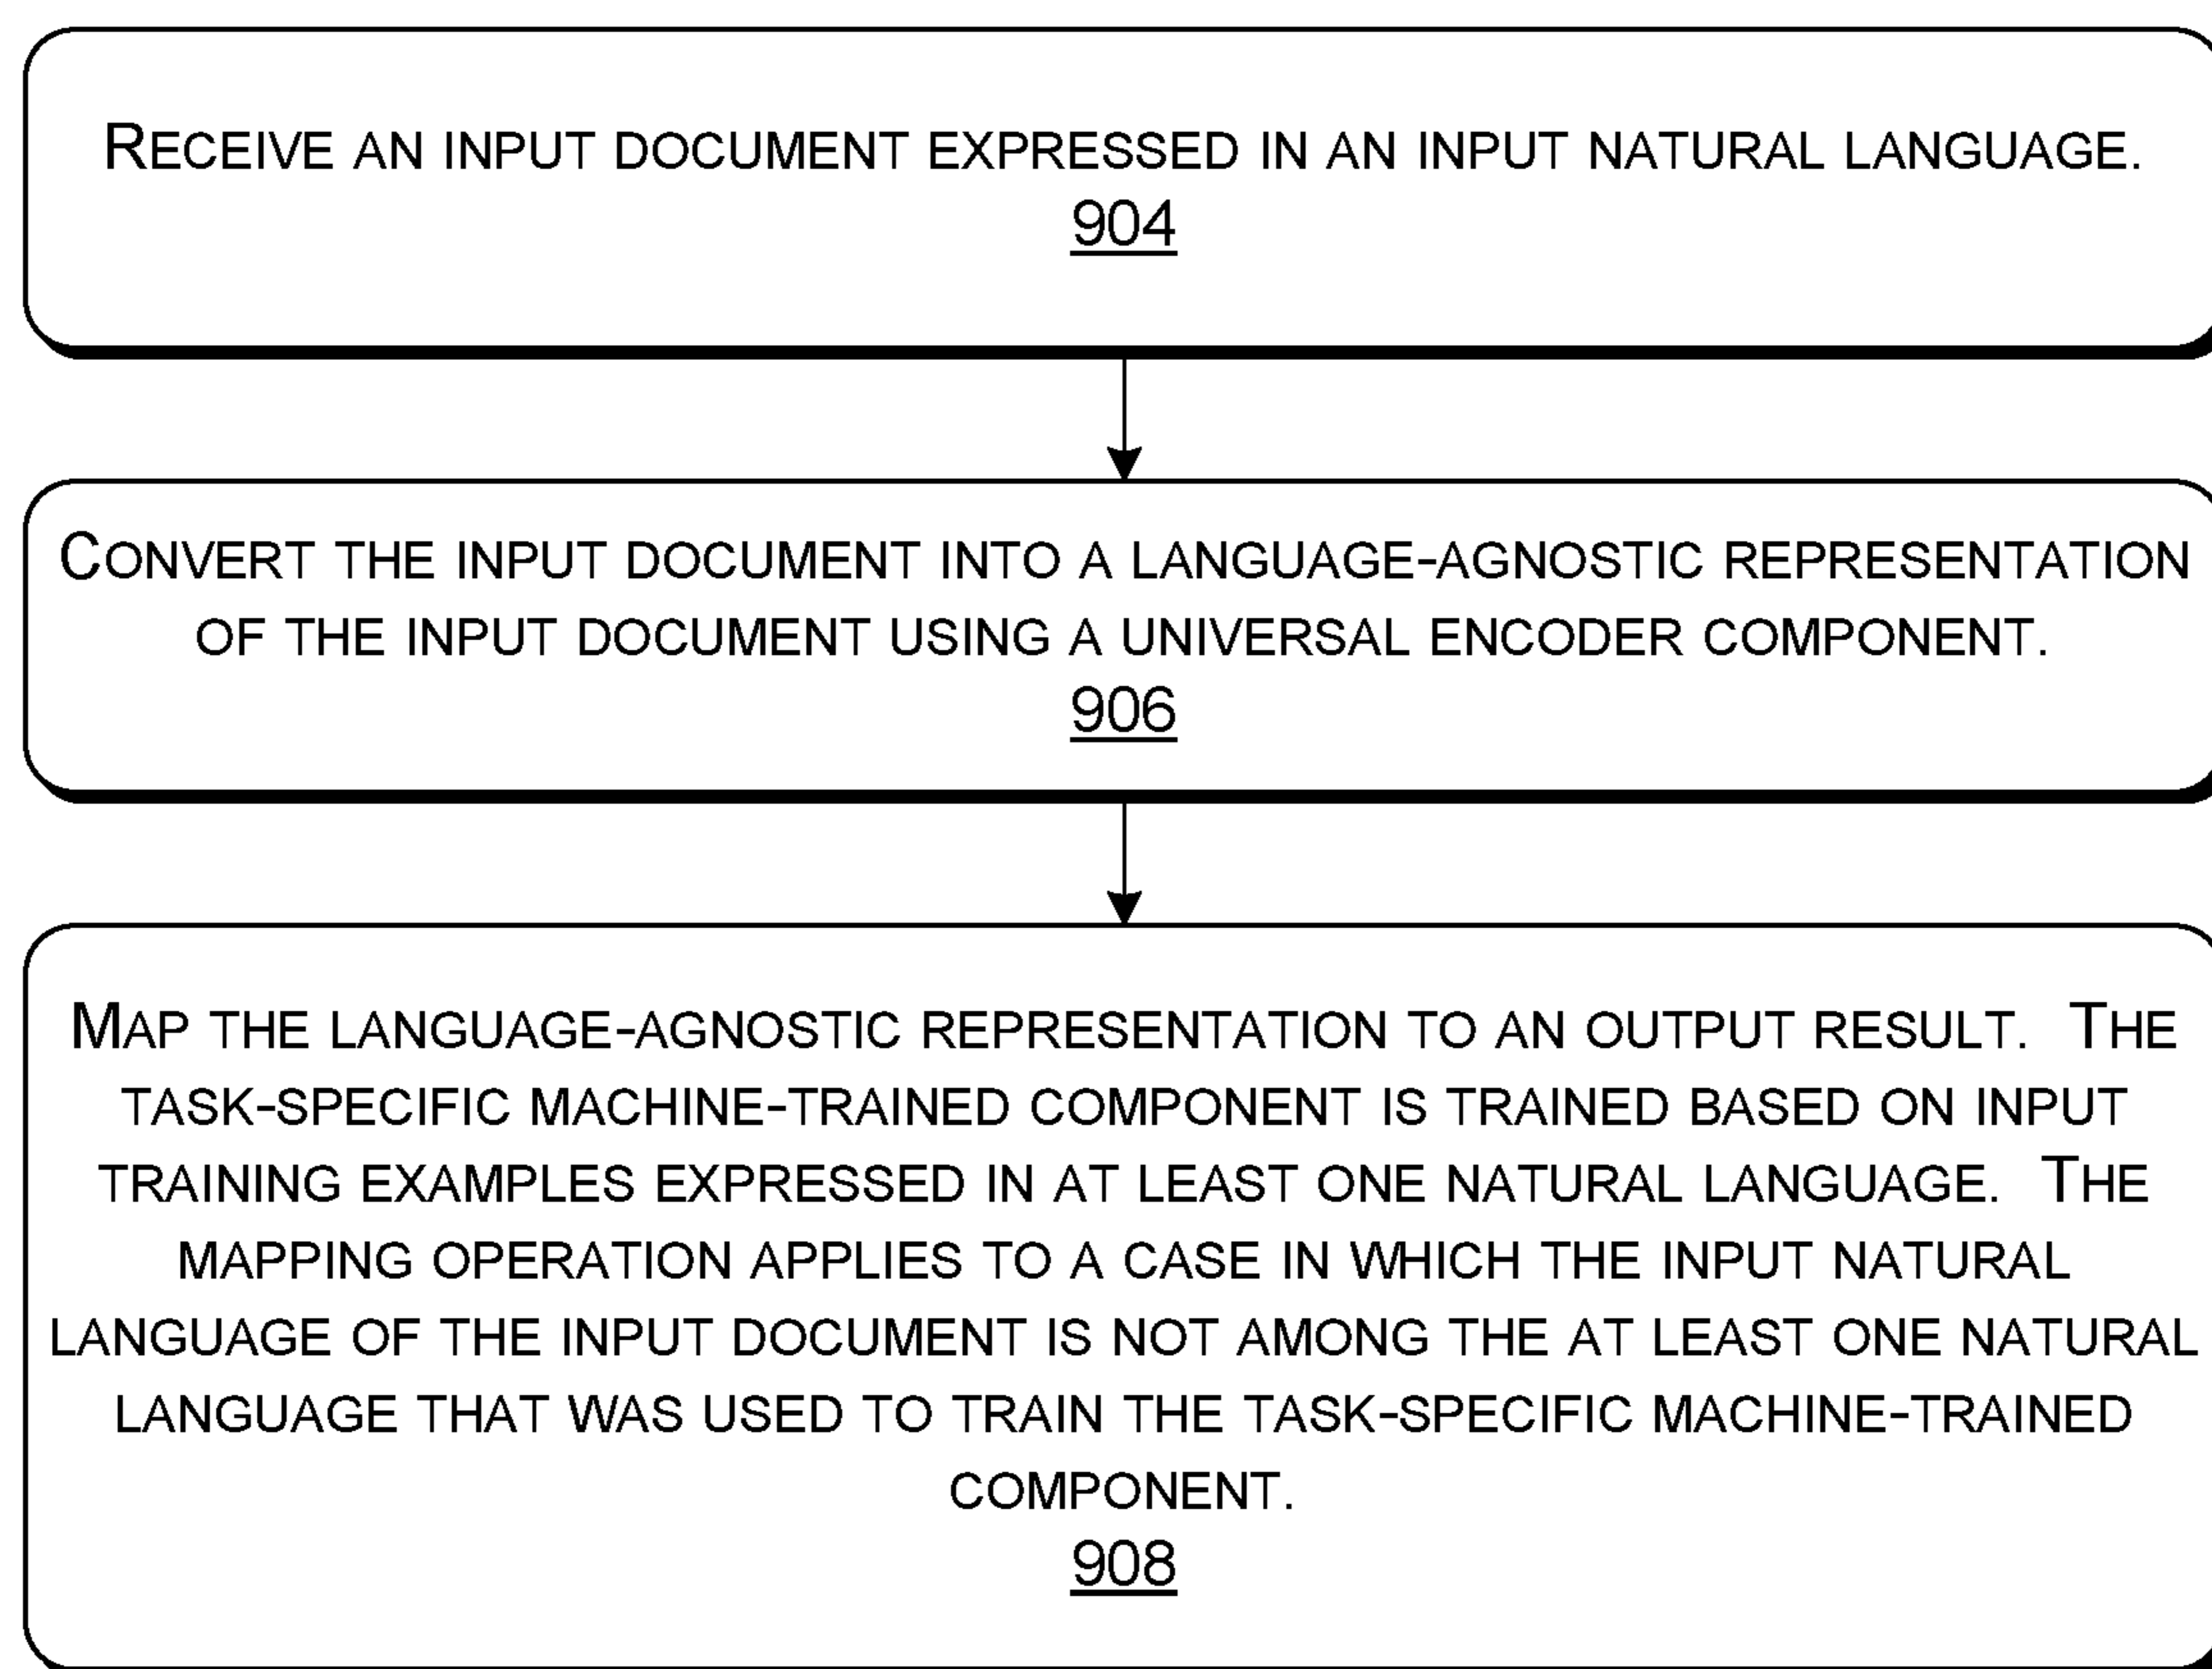 RECEIVE AN INPUT DOCUMENT EXPRESSED IN AN INPUT NATURAL LANGUAGE.
904
CONVERT THE INPUT DOCUMENT INTO A LANGUAGE-AGNOSTIC REPRESENTATION
OF THE INPUT DOCUMENT USING A UNIVERSAL ENCODER COMPONENT.
906
MAP THE LANGUAGE-AGNOSTIC REPRESENTATION TO AN OUTPUT RESULT. THE
TASK-SPECIFIC MACHINE-TRAINED COMPONENT IS TRAINED BASED ON INPUT
TRAINING EXAMPLES EXPRESSED IN AT LEAST ONE NATURAL LANGUAGE. THE
MAPPING OPERATION APPLIES TO A CASE IN WHICH THE INPUT NATURAL
LANGUAGE OF THE INPUT DOCUMENT IS NOT AMONG THE AT LEAST ONE NATURAL
LANGUAGE THAT WAS USED TO TRAIN THE TASK-SPECIFIC MACHINE-TRAINED
COMPONENT.
908